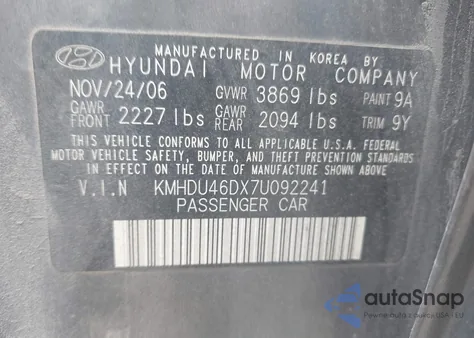 MANUFACTURED IN KOREA BY
HYUNDAI MOTOR COMPANY
NOV/24/06 GVWR 3869 lbs PAINT 9A
GAWR FRONT 2227 lbs GAWR REAR 2094 lbs TRIM 9Y
THIS VEHICLE CONFORMS TO ALL APPLICABLE U.S.A. FEDERAL
MOTOR VEHICLE SAFETY, BUMPER, AND THEFT PREVENTION
STANDARDS IN EFFECT ON THE DATE OF MANUFACTURE SHOWN ABOVE.
V.I.N KMHDU46DX7U092241
PASSENGER CAR
autoSnap